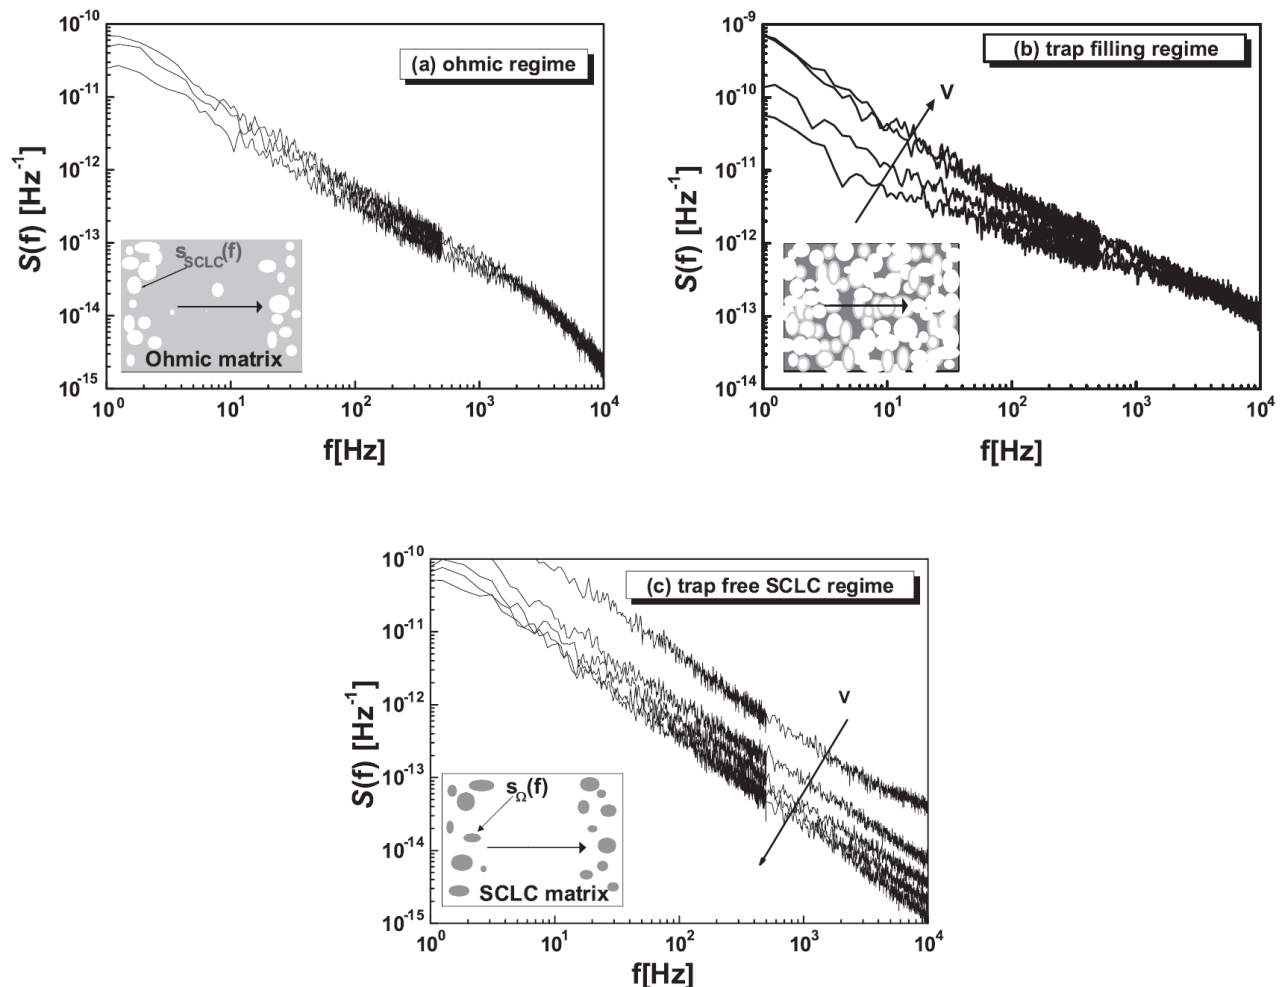 (a) ohmic regime
S(f) [Hz⁻¹]
10⁻¹⁰
10⁻¹¹
10⁻¹²
10⁻¹³
10⁻¹⁴
10⁻¹⁵
s_SCLC(f)
Ohmic matrix
10⁰ 10¹ 10² 10³ 10⁴
f[Hz]
(b) trap filling regime
S(f) [Hz⁻¹]
10⁻⁹
10⁻¹⁰
10⁻¹¹
10⁻¹²
10⁻¹³
10⁻¹⁴
V
10⁰ 10¹ 10² 10³ 10⁴
f[Hz]
(c) trap free SCLC regime
S(f) [Hz⁻¹]
10⁻¹⁰
10⁻¹¹
10⁻¹²
10⁻¹³
10⁻¹⁴
10⁻¹⁵
V
s_Ω(f)
SCLC matrix
10⁰ 10¹ 10² 10³ 10⁴
f[Hz]